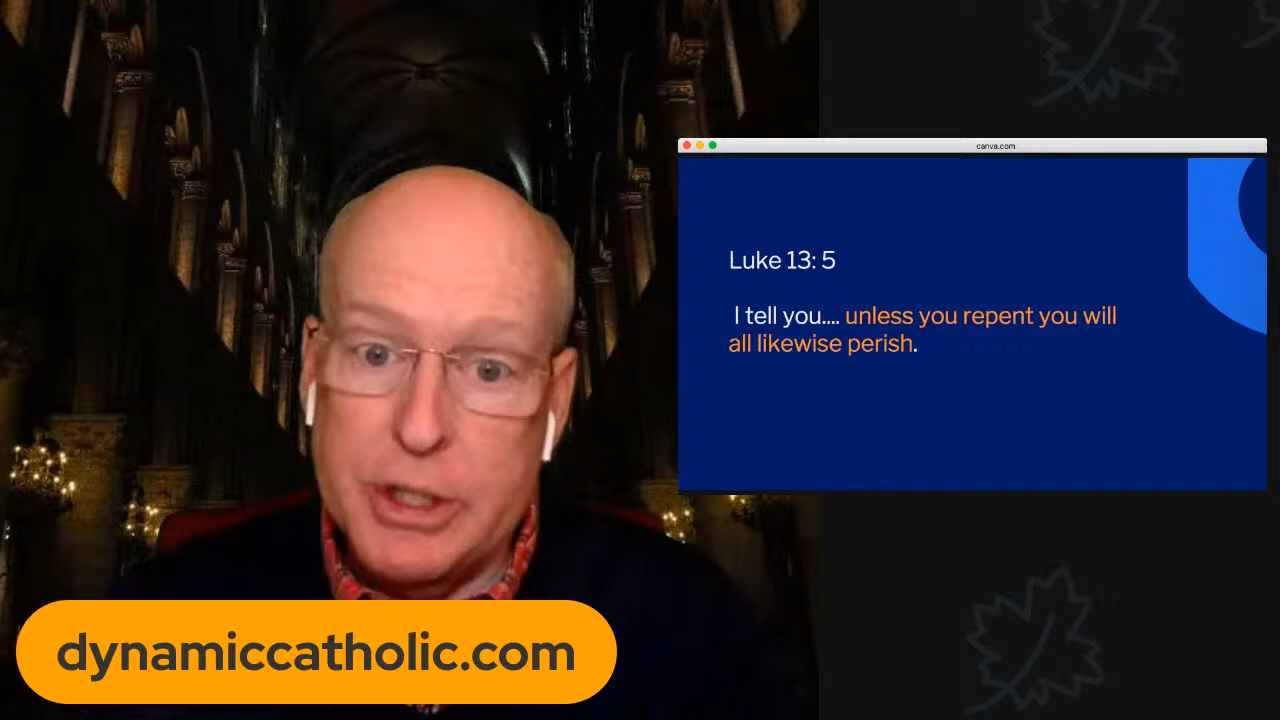 canva.com
Luke 13: 5
I tell you.... unless you repent you will
all likewise perish.
dynamiccatholic.com